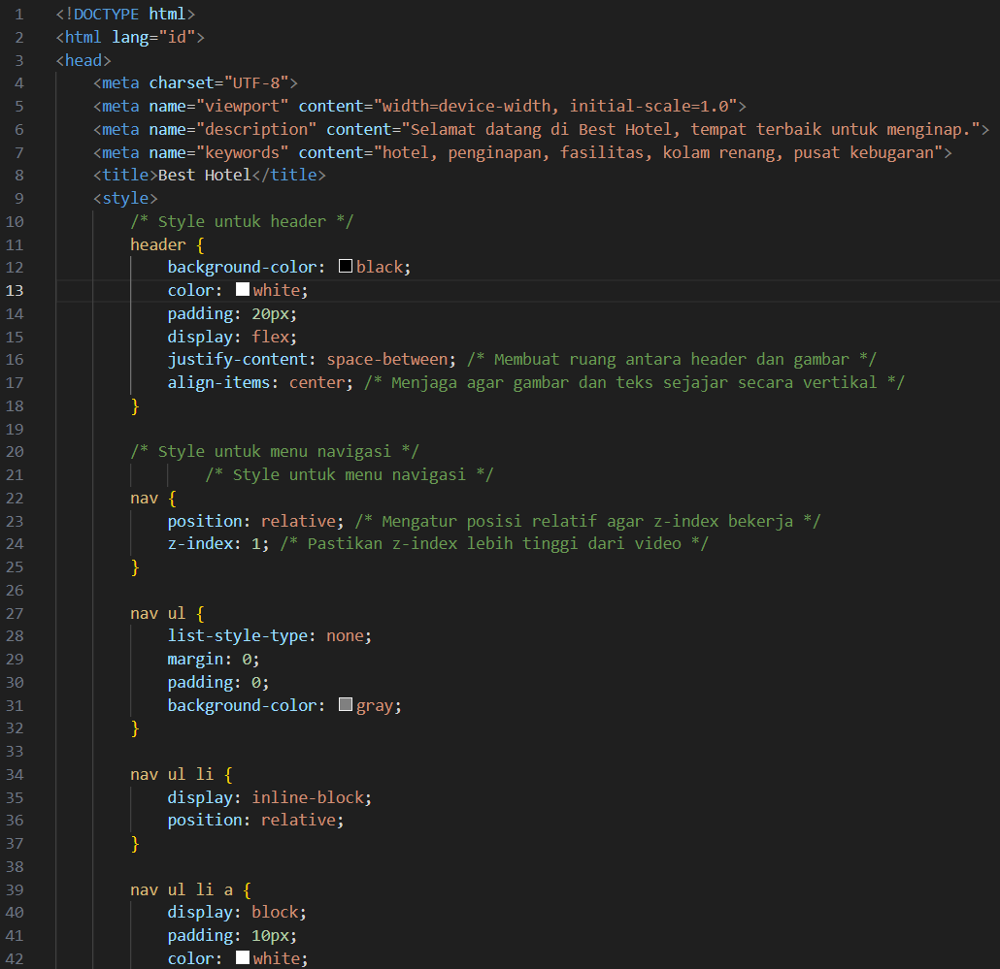 1 <!DOCTYPE html>
2 <html lang="id">
3 <head>
4     <meta charset="UTF-8">
5     <meta name="viewport" content="width=device-width, initial-scale=1.0">
6     <meta name="description" content="Selamat datang di Best Hotel, tempat terbaik untuk menginap.">
7     <meta name="keywords" content="hotel, penginapan, fasilitas, kolam renang, pusat kebugaran">
8     <title>Best Hotel</title>
9     <style>
10         /* Style untuk header */
11         header {
12             background-color: black;
13             color: white;
14             padding: 20px;
15             display: flex;
16             justify-content: space-between; /* Membuat ruang antara header dan gambar */
17             align-items: center; /* Menjaga agar gambar dan teks sejajar secara vertikal */
18         }
19
20         /* Style untuk menu navigasi */
21                 /* Style untuk menu navigasi */
22         nav {
23             position: relative; /* Mengatur posisi relatif agar z-index bekerja */
24             z-index: 1; /* Pastikan z-index lebih tinggi dari video */
25         }
26
27         nav ul {
28             list-style-type: none;
29             margin: 0;
30             padding: 0;
31             background-color: gray;
32         }
33
34         nav ul li {
35             display: inline-block;
36             position: relative;
37         }
38
39         nav ul li a {
40             display: block;
41             padding: 10px;
42             color: white;